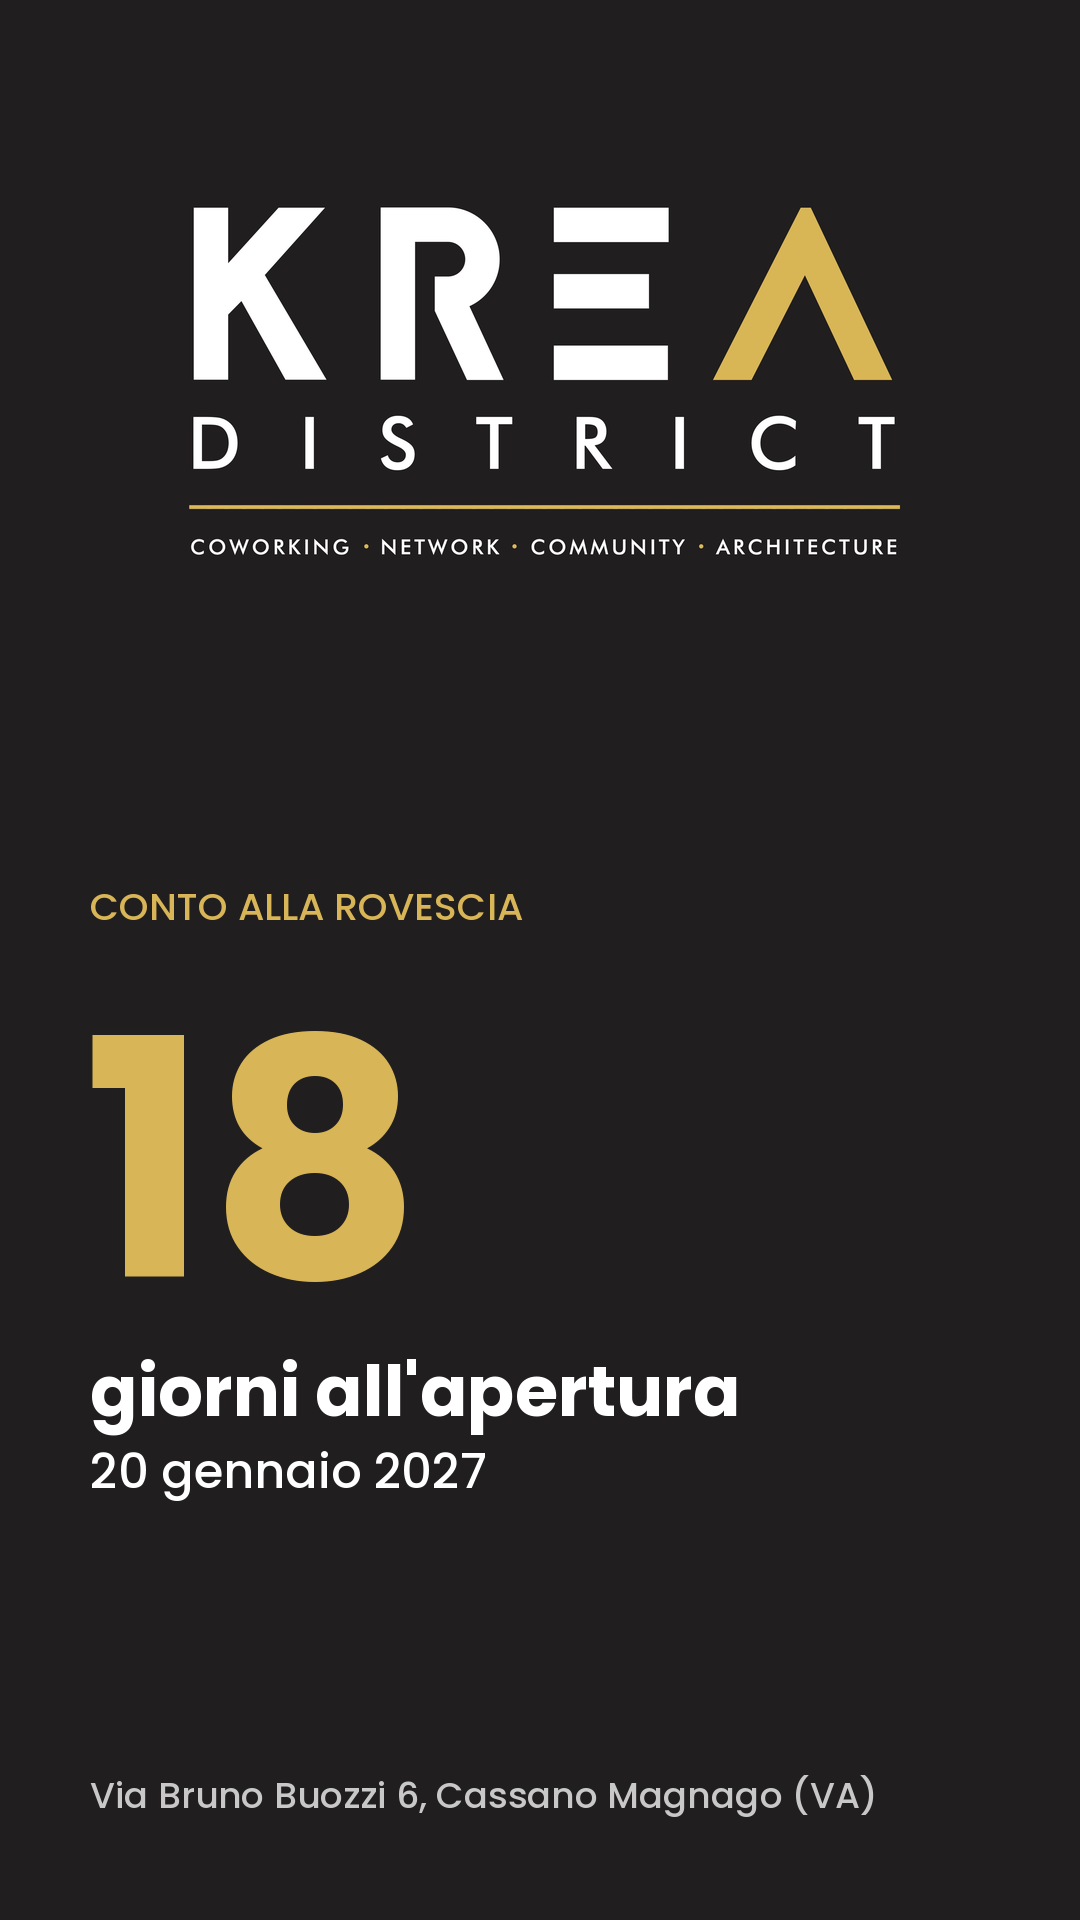 KREA
DISTRICT
COWORKING · NETWORK · COMMUNITY · ARCHITECTURE
CONTO ALLA ROVESCIA
18
giorni all'apertura
20 gennaio 2027
Via Bruno Buozzi 6, Cassano Magnago (VA)